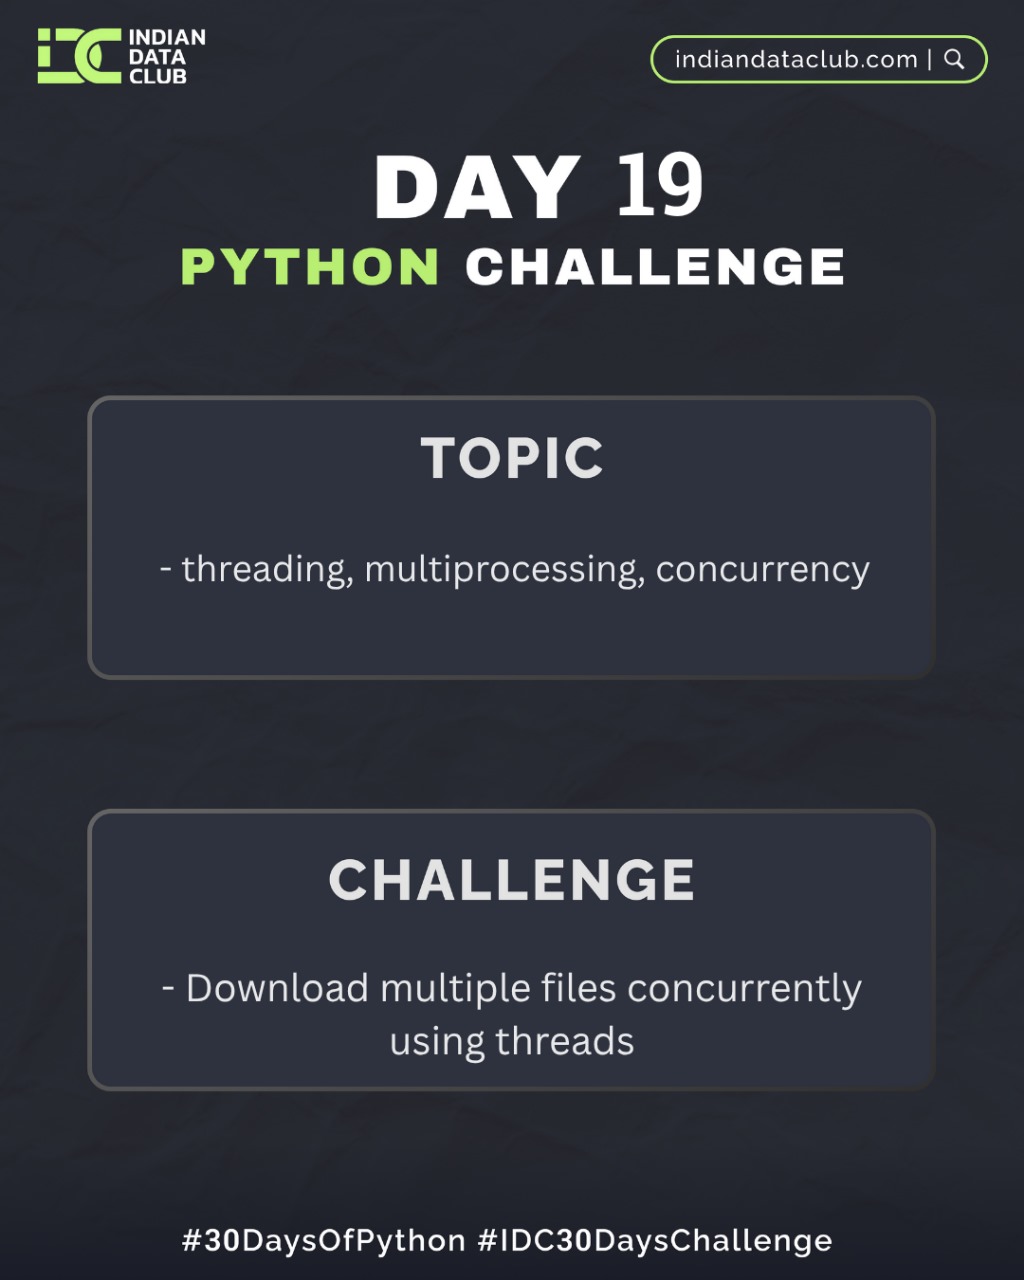 INDIAN
DATA
CLUB
indiandataclub.com |
DAY 19
PYTHON CHALLENGE
TOPIC
- threading, multiprocessing, concurrency
CHALLENGE
- Download multiple files concurrently
using threads
#30DaysOfPython #IDC30DaysChallenge